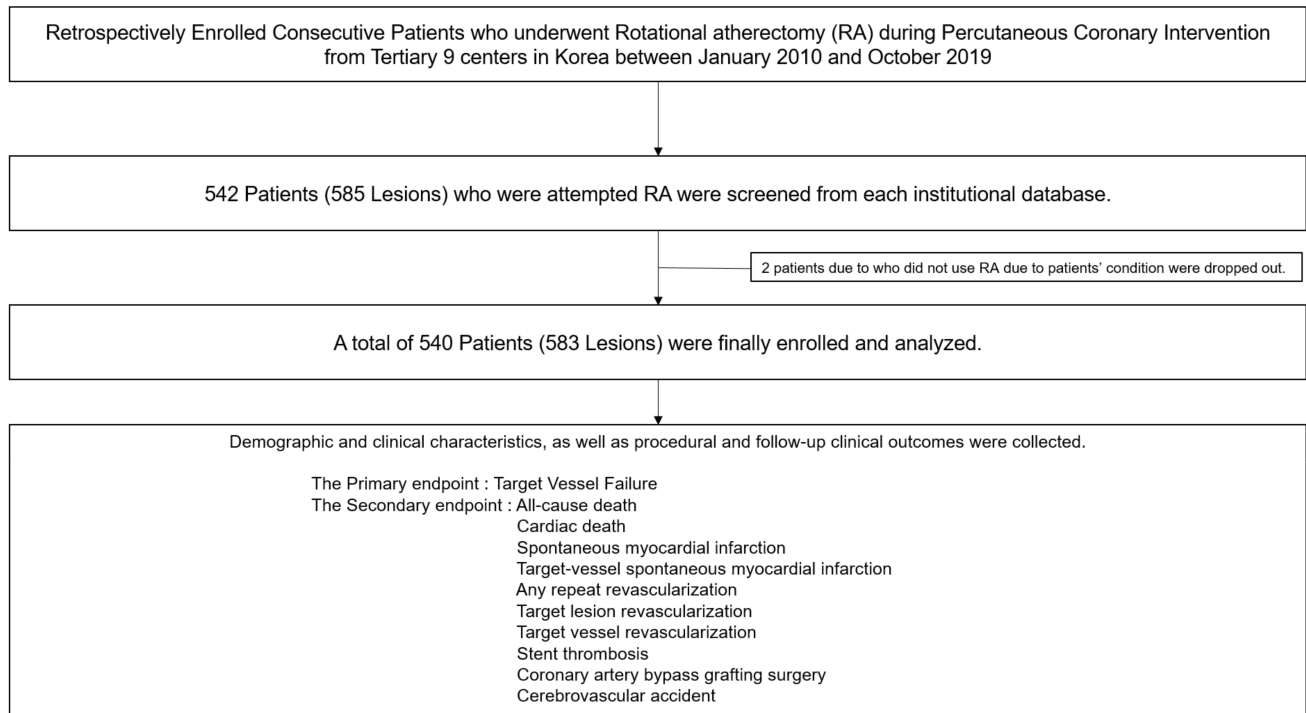 Retrospectively Enrolled Consecutive Patients who underwent Rotational atherectomy (RA) during Percutaneous Coronary Intervention
from Tertiary 9 centers in Korea between January 2010 and October 2019
542 Patients (585 Lesions) who were attempted RA were screened from each institutional database.
2 patients due to who did not use RA due to patients' condition were dropped out.
A total of 540 Patients (583 Lesions) were finally enrolled and analyzed.
Demographic and clinical characteristics, as well as procedural and follow-up clinical outcomes were collected.
The Primary endpoint : Target Vessel Failure
The Secondary endpoint : All-cause death
Cardiac death
Spontaneous myocardial infarction
Target-vessel spontaneous myocardial infarction
Any repeat revascularization
Target lesion revascularization
Target vessel revascularization
Stent thrombosis
Coronary artery bypass grafting surgery
Cerebrovascular accident